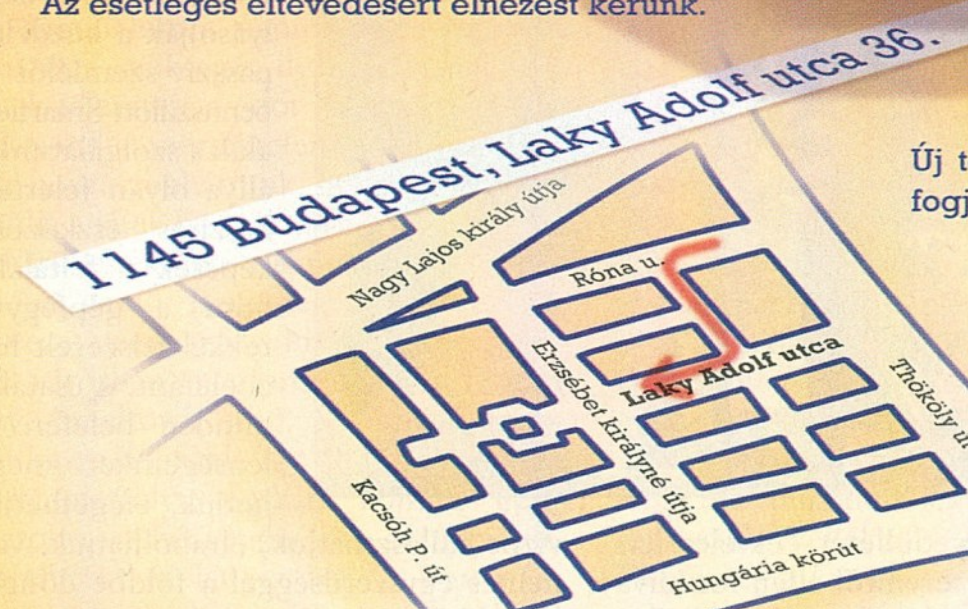 Az esetleges eltévedésért elnézést kérünk.
1145 Budapest, Laky Adolf utca 36.
Új
fogj
Nagy Lajos király útja
Róna u.
Laky Adolf utca
Erzsébet királyné útja
Thököly
Kacsóh P. út
Hungária körút